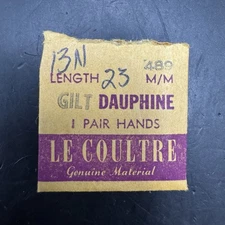 13N 489
LENGTH 23 M/M
GILT DAUPHINE
1 PAIR HANDS
LE COULTRE
Genuine Material